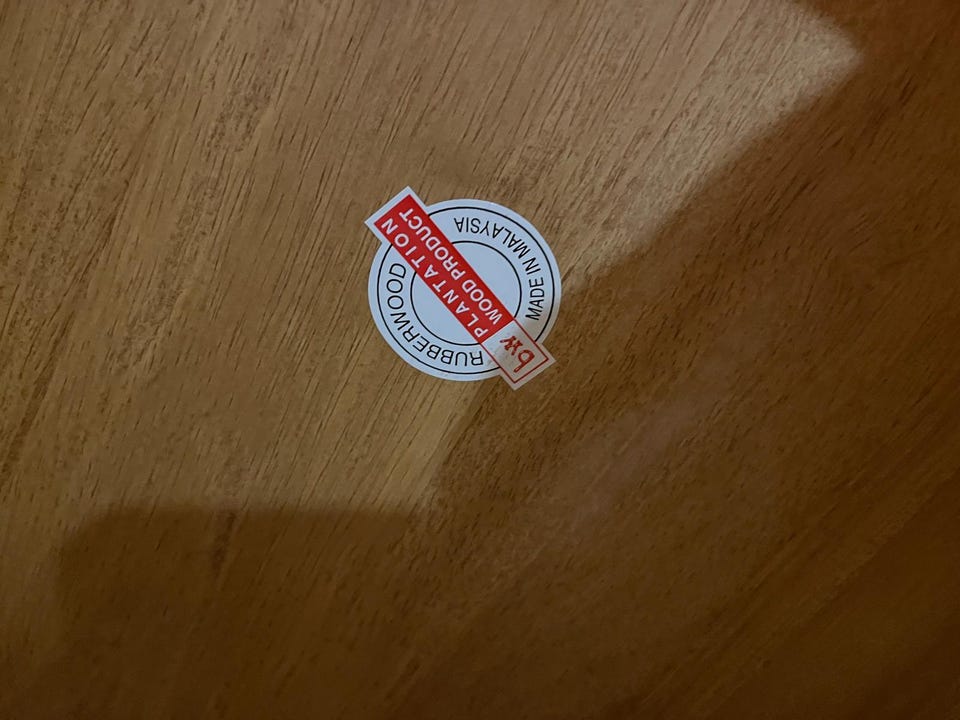 RUBBERWOOD
PLANTATION
WOOD PRODUCT
bw
MADE IN MALAYSIA